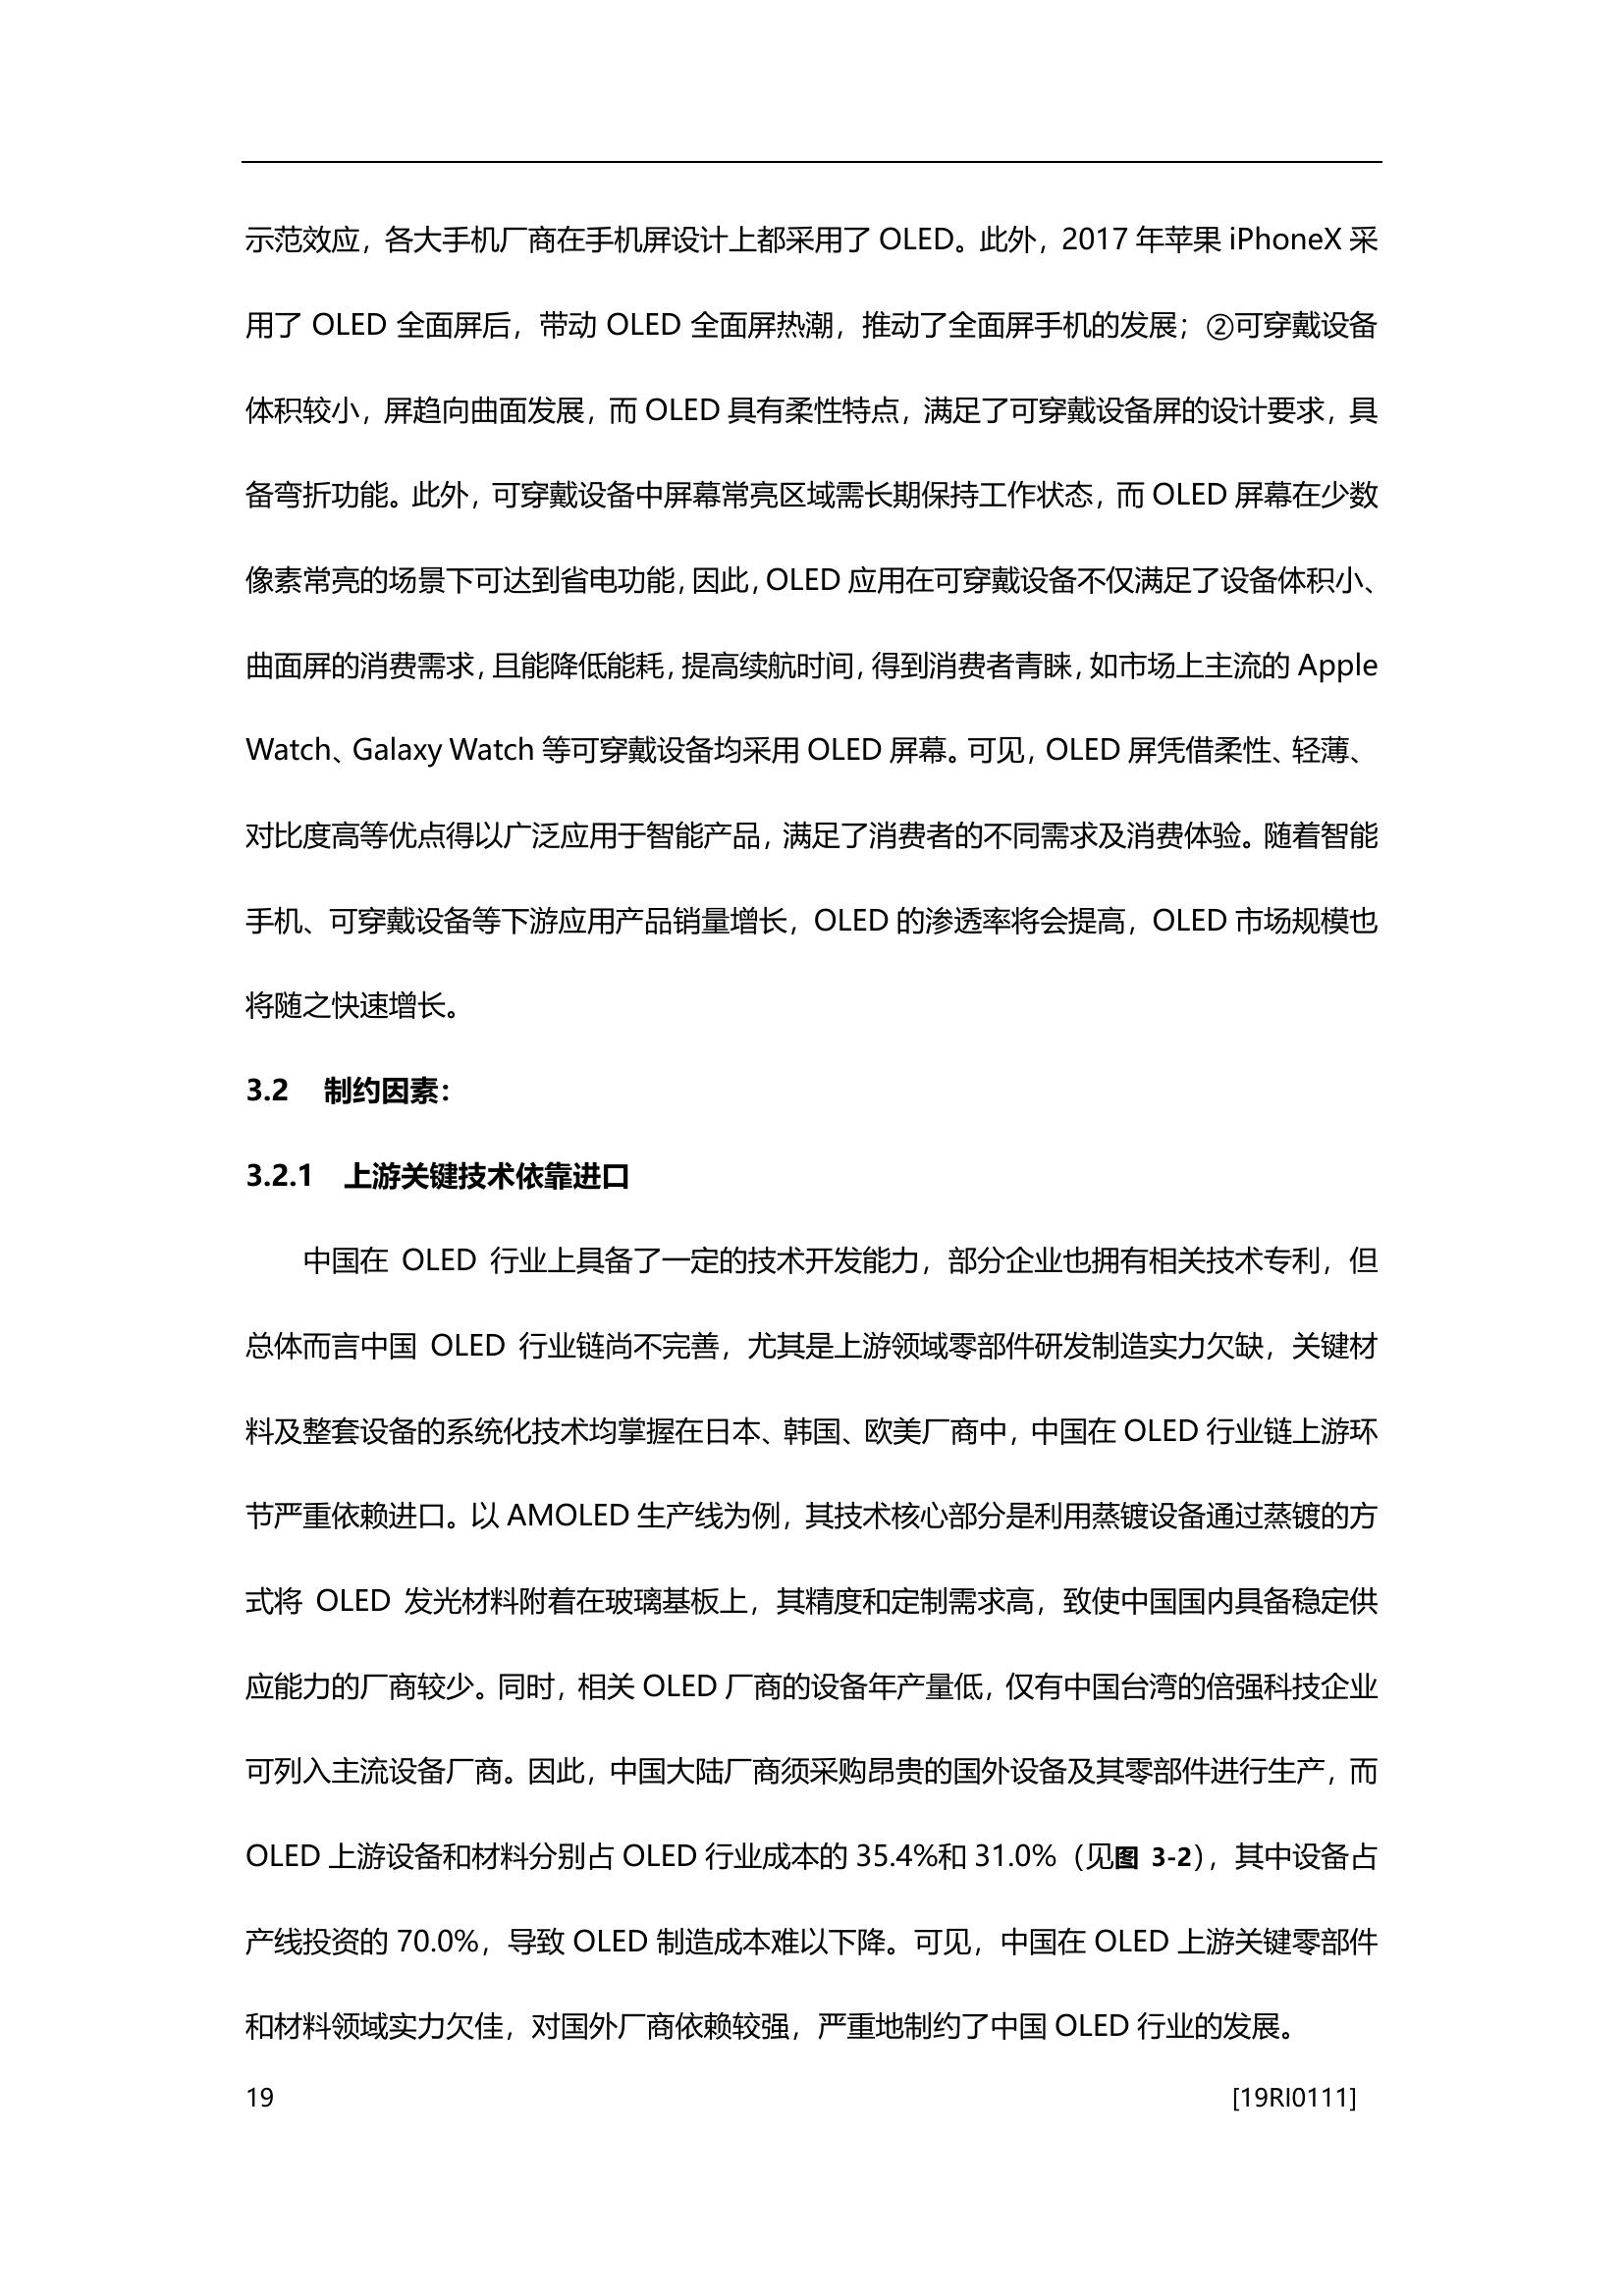 示范效应，各大手机厂商在手机屏设计上都采用了 OLED。此外，2017 年苹果 iPhoneX 采
用了 OLED 全面屏后，带动 OLED 全面屏热潮，推动了全面屏手机的发展；②可穿戴设备
体积较小，屏趋向曲面发展，而 OLED 具有柔性特点，满足了可穿戴设备屏的设计要求，具
备弯折功能。此外，可穿戴设备中屏幕常亮区域需长期保持工作状态，而 OLED 屏幕在少数
像素常亮的场景下可达到省电功能，因此，OLED 应用在可穿戴设备不仅满足了设备体积小、
曲面屏的消费需求，且能降低能耗，提高续航时间，得到消费者青睐，如市场上主流的 Apple
Watch、Galaxy Watch 等可穿戴设备均采用 OLED 屏幕。可见，OLED 屏凭借柔性、轻薄、
对比度高等优点得以广泛应用于智能产品，满足了消费者的不同需求及消费体验。随着智能
手机、可穿戴设备等下游应用产品销量增长，OLED 的渗透率将会提高，OLED 市场规模也
将随之快速增长。
3.2 制约因素：
3.2.1 上游关键技术依靠进口
中国在 OLED 行业上具备了一定的技术开发能力，部分企业也拥有相关技术专利，但
总体而言中国 OLED 行业链尚不完善，尤其是上游领域零部件研发制造实力欠缺，关键材
料及整套设备的系统化技术均掌握在日本、韩国、欧美厂商中，中国在 OLED 行业链上游环
节严重依赖进口。以 AMOLED 生产线为例，其技术核心部分是利用蒸镀设备通过蒸镀的方
式将 OLED 发光材料附着在玻璃基板上，其精度和定制需求高，致使中国国内具备稳定供
应能力的厂商较少。同时，相关 OLED 厂商的设备年产量低，仅有中国台湾的倍强科技企业
可列入主流设备厂商。因此，中国大陆厂商须采购昂贵的国外设备及其零部件进行生产，而
OLED 上游设备和材料分别占 OLED 行业成本的 35.4%和 31.0%（见图 3-2），其中设备占
产线投资的 70.0%，导致 OLED 制造成本难以下降。可见，中国在 OLED 上游关键零部件
和材料领域实力欠佳，对国外厂商依赖较强，严重地制约了中国 OLED 行业的发展。
19 [19RI0111]